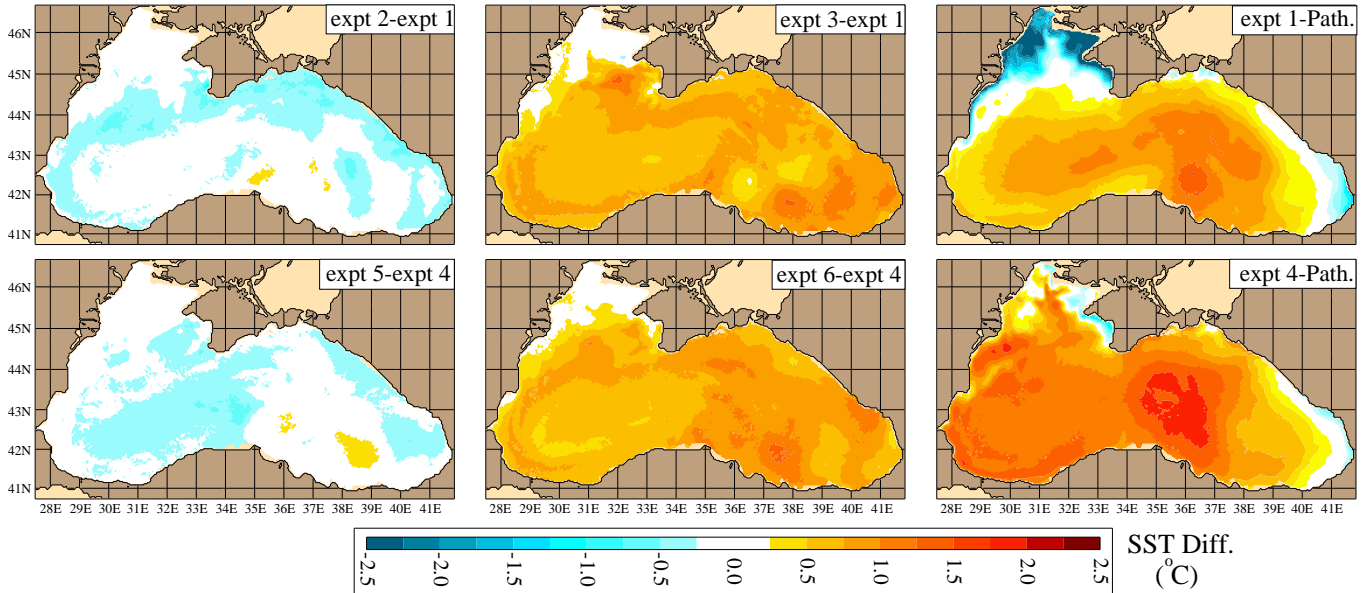 expt 2-expt 1
expt 3-expt 1
expt 1-Path.
46N
45N
44N
43N
42N
41N
expt 5-expt 4
expt 6-expt 4
expt 4-Path.
46N
45N
44N
43N
42N
41N
28E 29E 30E 31E 32E 33E 34E 35E 36E 37E 38E 39E 40E 41E
28E 29E 30E 31E 32E 33E 34E 35E 36E 37E 38E 39E 40E 41E
28E 29E 30E 31E 32E 33E 34E 35E 36E 37E 38E 39E 40E 41E
-2.5 -2.0 -1.5 -1.0 -0.5 0.0 0.5 1.0 1.5 2.0 2.5
SST Diff.
(°C)